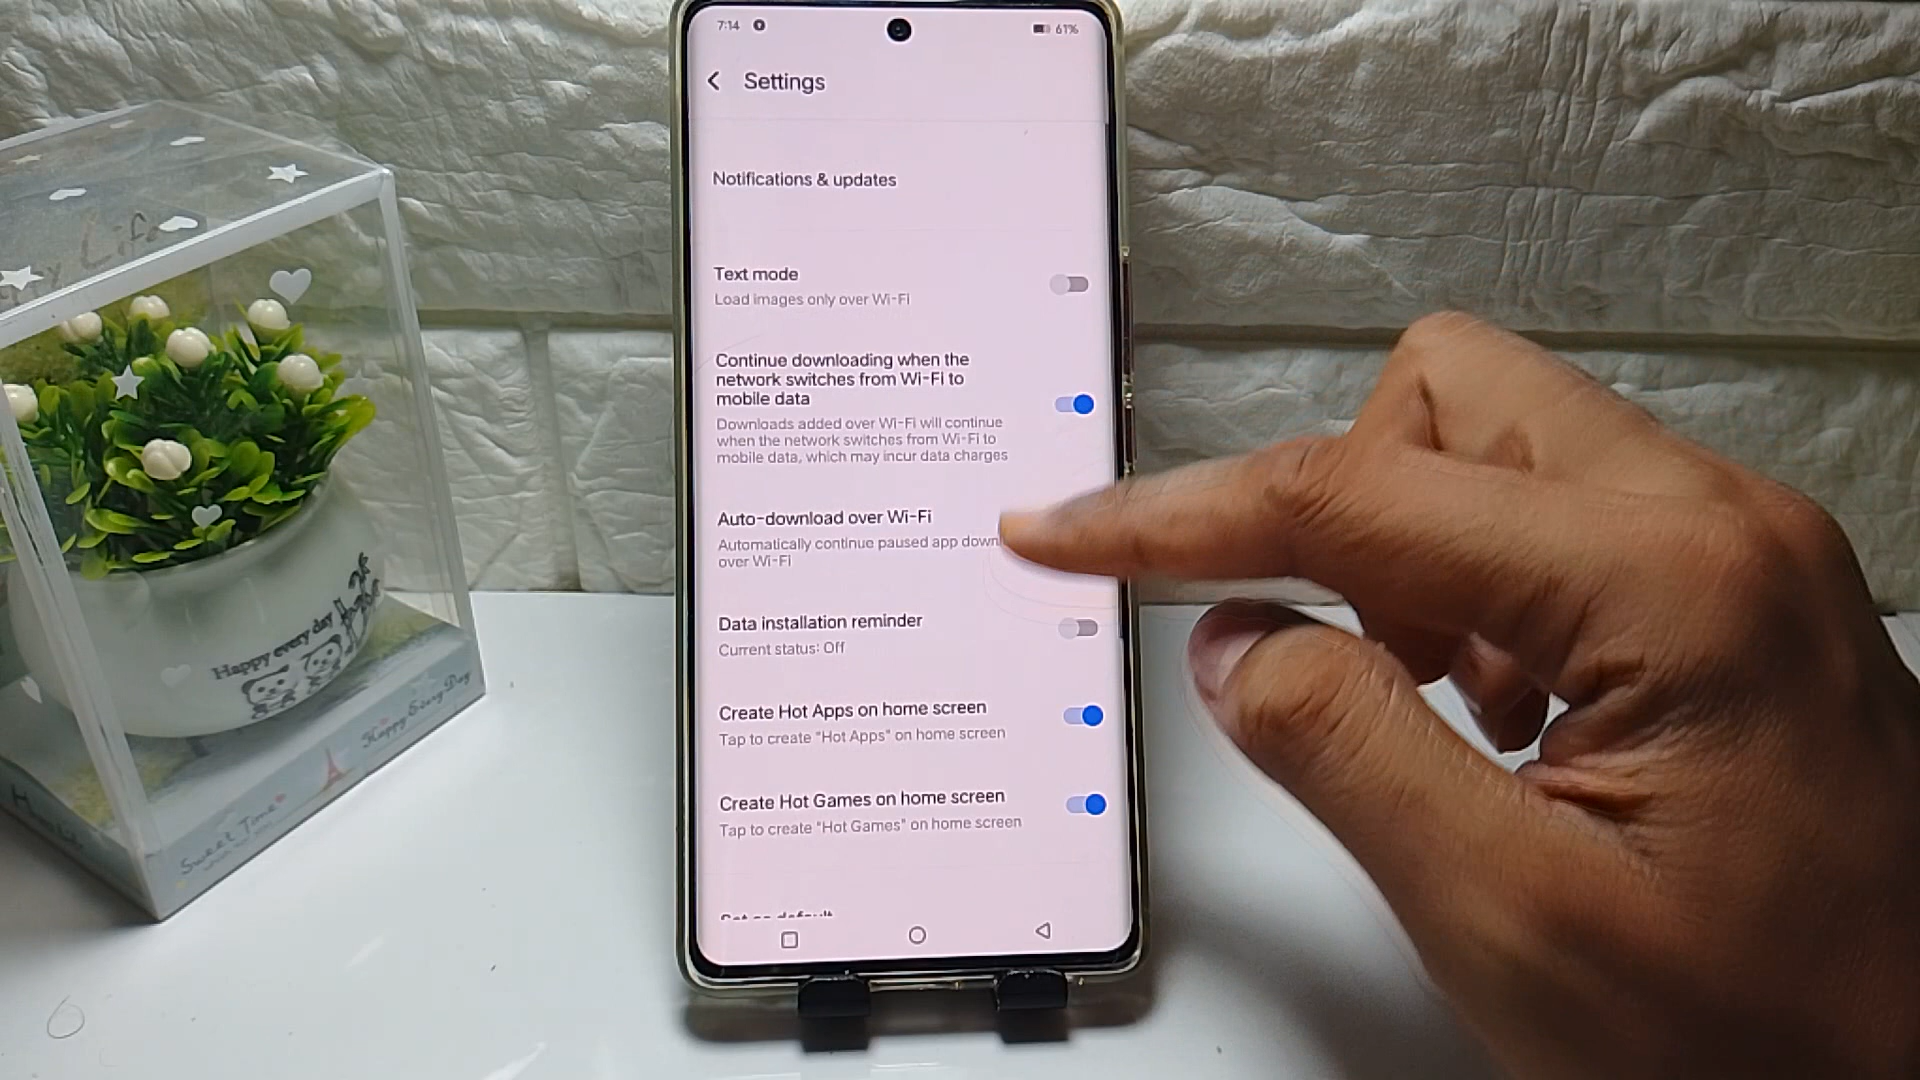 7:14
61%
Settings
Notifications & updates
Text mode
Load images only over Wi-Fi
Continue downloading when the
network switches from Wi-Fi to
mobile data
Downloads added over Wi-Fi will continue
when the network switches from Wi-Fi to
mobile data, which may incur data charges
Auto-download over Wi-Fi
Automatically continue paused app down
over Wi-Fi
Data installation reminder
Current status: Off
Create Hot Apps on home screen
Tap to create "Hot Apps" on home screen
Create Hot Games on home screen
Tap to create "Hot Games" on home screen
Life
Happy every day
Happy Every Day
Sweet Time